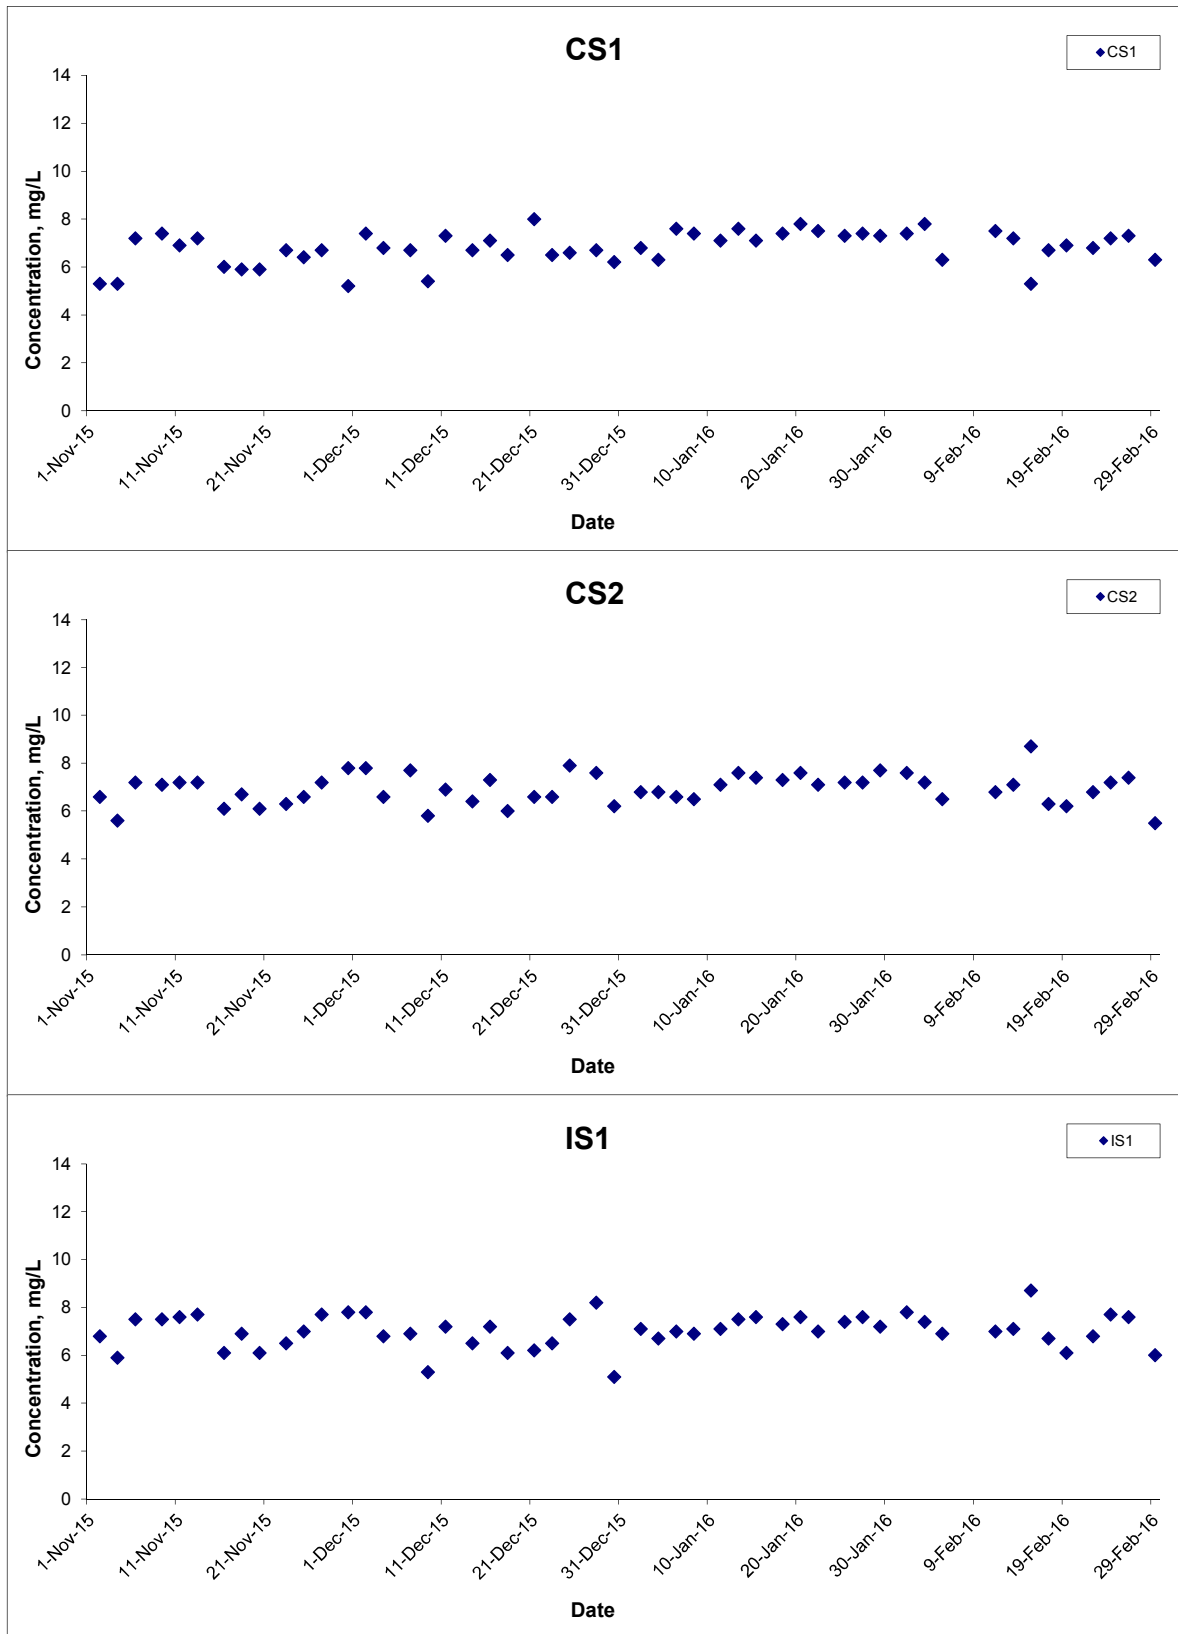 CS1
CS1
14
12
10
8
6
4
2
0
Concentration, mg/L
1-Nov-15 11-Nov-15 21-Nov-15 1-Dec-15 11-Dec-15 21-Dec-15 31-Dec-15 10-Jan-16 20-Jan-16 30-Jan-16 9-Feb-16 19-Feb-16 29-Feb-16
Date
CS2
CS2
14
12
10
8
6
4
2
0
Concentration, mg/L
1-Nov-15 11-Nov-15 21-Nov-15 1-Dec-15 11-Dec-15 21-Dec-15 31-Dec-15 10-Jan-16 20-Jan-16 30-Jan-16 9-Feb-16 19-Feb-16 29-Feb-16
Date
IS1
IS1
14
12
10
8
6
4
2
0
Concentration, mg/L
1-Nov-15 11-Nov-15 21-Nov-15 1-Dec-15 11-Dec-15 21-Dec-15 31-Dec-15 10-Jan-16 20-Jan-16 30-Jan-16 9-Feb-16 19-Feb-16 29-Feb-16
Date